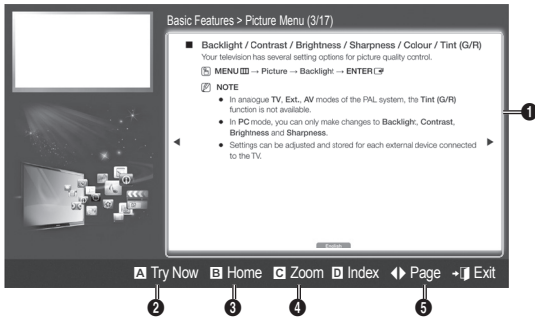 Basic Features > Picture Menu (3/17)
■ Backlight / Contrast / Brightness / Sharpness / Colour / Tint (G/R)
Your television has several setting options for picture quality control.
MENU → Picture → Backlight → ENTER
NOTE
● In anaogue TV, Ext., AV modes of the PAL system, the Tint (G/R)
function is not available.
● In PC mode, you can only make changes to Backlight, Contrast,
Brightness and Sharpness.
● Settings can be adjusted and stored for each external device connected
to the TV.
◀ ▶
1
English
A Try Now B Home C Zoom D Index ◀▶ Page Exit
2 3 4 5